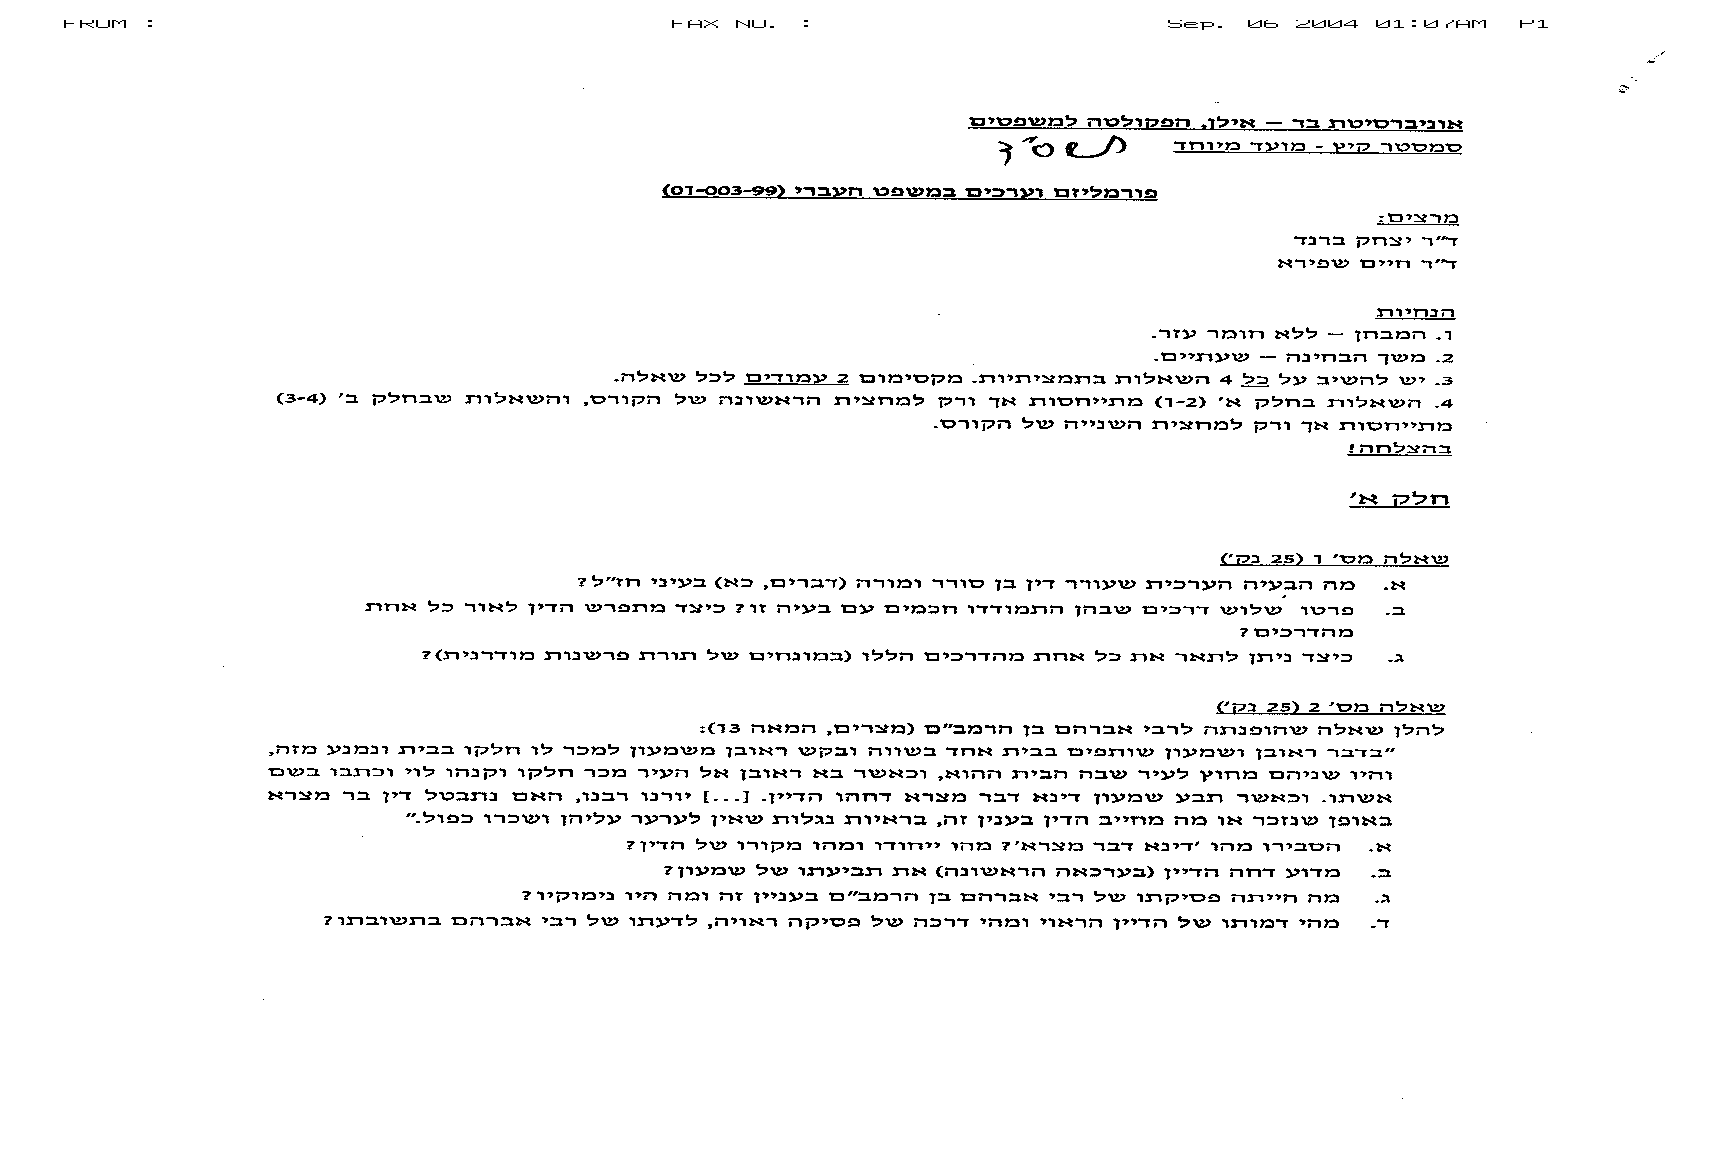 FROM :   FAX NO. :   Sep. 06 2004 01:07AM  P1
אוניברסיטת בר – אילן, הפקולטה למשפטים
סמסטר קיץ - מועד מיוחד תשס"ד
פורמליזם וערכים במשפט העברי (01-003-99)
מרצים:
ד"ר יצחק ברנד
ד"ר חיים שפירא
הנחיות
1. המבחן – ללא חומר עזר.
2. משך הבחינה – שעתיים.
3. יש להשיב על כל 4 השאלות בתמציתיות. מקסימום 2 עמודים לכל שאלה.
4. השאלות בחלק א' (1-2) מתייחסות אך ורק למחצית הראשונה של הקורס, והשאלות שבחלק ב' (3-4)
מתייחסות אך ורק למחצית השנייה של הקורס.
בהצלחה!
חלק א'
שאלה מס' 1 (25 נק')
א. מה הבעיה הערכית שעורר דין בן סורר ומורה (דברים, כא) בעיני חז"ל?
ב. פרטו שלוש דרכים שבהן התמודדו חכמים עם בעיה זו? כיצד מתפרש הדין לאור כל אחת
מהדרכים?
ג. כיצד ניתן לתאר את כל אחת מהדרכים הללו (במונחים של תורת פרשנות מודרנית)?
שאלה מס' 2 (25 נק')
להלן שאלה שהופנתה לרבי אברהם בן הרמב"ם (מצרים, המאה 13):
"בדבר ראובן ושמעון שותפים בבית אחד בשווה ובקש ראובן משמעון למכר לו חלקו בבית ונמנע מזה,
והיו שניהם מחוץ לעיר שבה הבית ההוא, וכאשר בא ראובן אל העיר מכר חלקו וקנהו לוי וכתבו בשם
אשתו. וכאשר תבע שמעון דינא דבר מצרא דחהו הדיין. [...] יורנו רבנו, האם נתבטל דין בר מצרא
באופן שנזכר או מה מחייב הדין בענין זה, בראיות נגלות שאין לערער עליהן ושכרו כפול."
א. הסבירו מהו 'דינא דבר מצרא'? מהו ייחודו ומהו מקורו של הדין?
ב. מדוע דחה הדיין (בערכאה הראשונה) את תביעתו של שמעון?
ג. מה הייתה פסיקתו של רבי אברהם בן הרמב"ם בעניין זה ומה היו נימוקיו?
ד. מהי דמותו של הדיין הראוי ומהי דרכה של פסיקה ראויה, לדעתו של רבי אברהם בתשובתו?